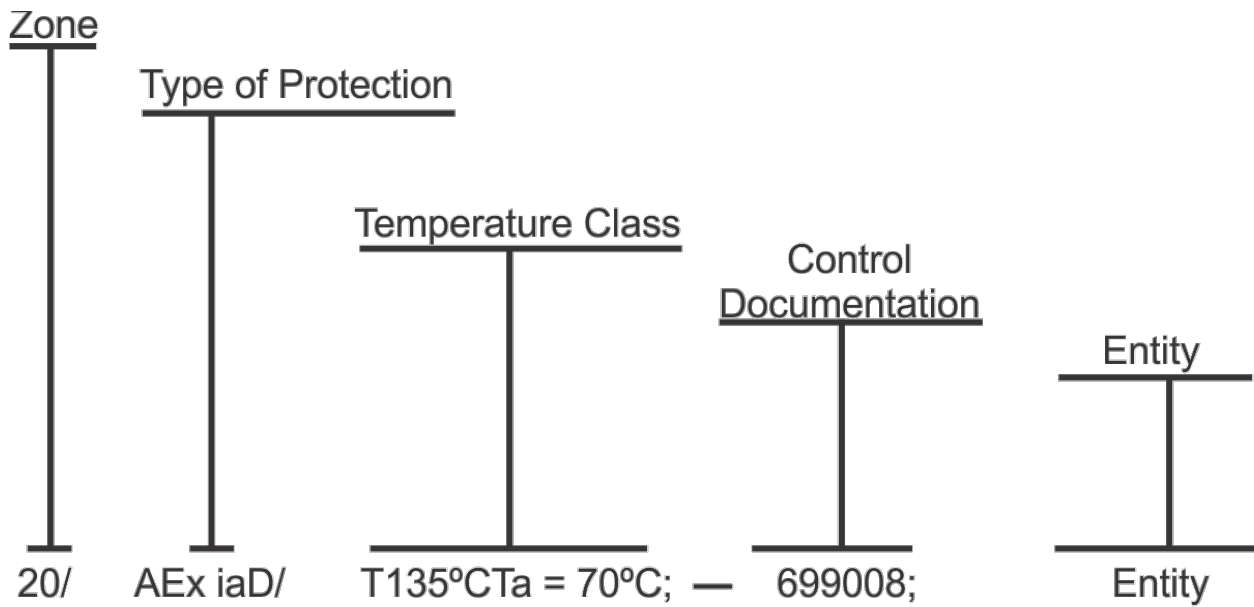 Zone
Type of Protection
Temperature Class
Control
Documentation
Entity
20/ AEx iaD/ T135ºCTa = 70ºC; — 699008; Entity